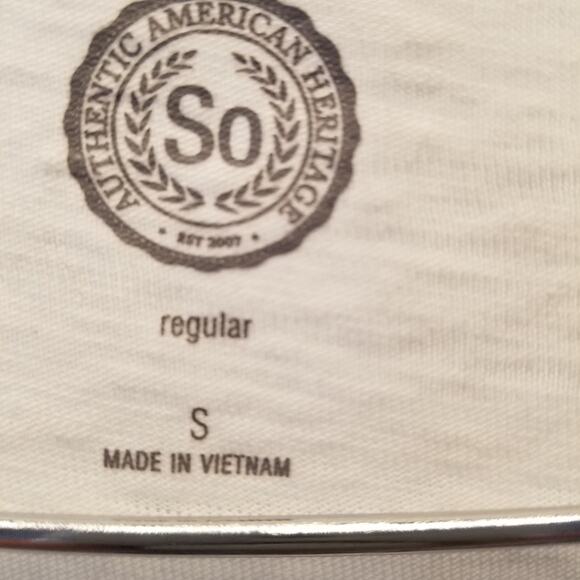 AUTHENTIC AMERICAN HERITAGE
So
• EST 2007 •
regular
S
MADE IN VIETNAM